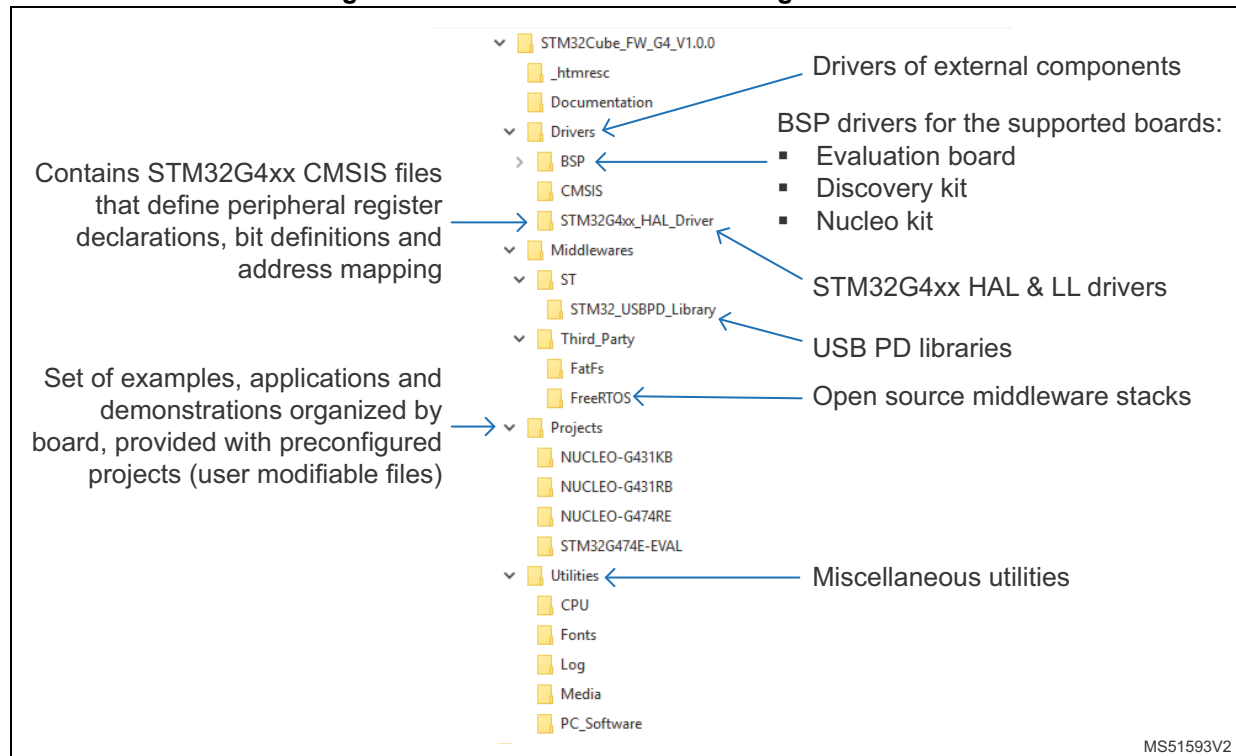 STM32Cube_FW_G4_V1.0.0
_htmresc
Documentation
Drivers
BSP
CMSIS
STM32G4xx_HAL_Driver
Middlewares
ST
STM32_USBPD_Library
Third_Party
FatFs
FreeRTOS
Projects
NUCLEO-G431KB
NUCLEO-G431RB
NUCLEO-G474RE
STM32G474E-EVAL
Utilities
CPU
Fonts
Log
Media
PC_Software
Contains STM32G4xx CMSIS files
that define peripheral register
declarations, bit definitions and
address mapping
Set of examples, applications and
demonstrations organized by
board, provided with preconfigured
projects (user modifiable files)
Drivers of external components
BSP drivers for the supported boards:
▪ Evaluation board
▪ Discovery kit
▪ Nucleo kit
STM32G4xx HAL & LL drivers
USB PD libraries
Open source middleware stacks
Miscellaneous utilities
MS51593V2